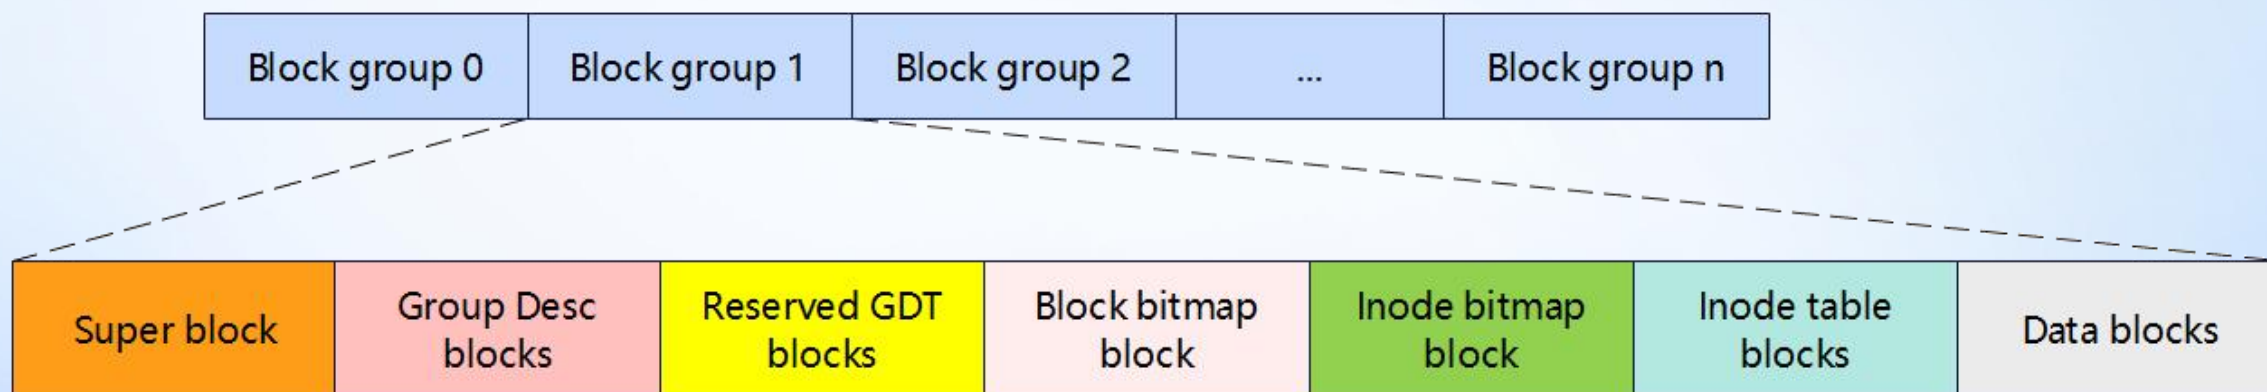 Block group 0
Block group 1
Block group 2
...
Block group n
Super block
Group Desc
blocks
Reserved GDT
blocks
Block bitmap
block
Inode bitmap
block
Inode table
blocks
Data blocks